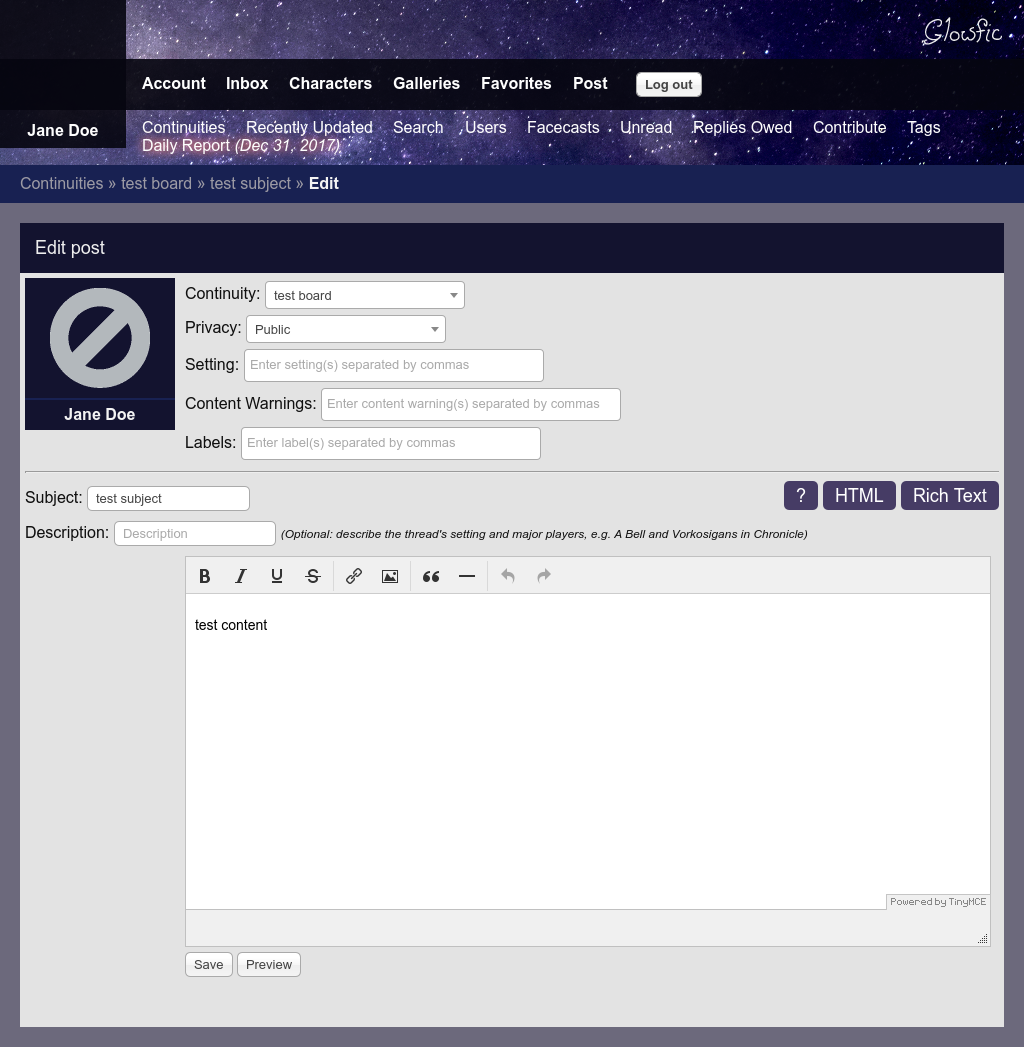 Glowfic
Account Inbox Characters Galleries Favorites Post Log out
Jane Doe
Continuities Recently Updated Search Users Facecasts Unread Replies Owed Contribute Tags
Daily Report (Dec 31, 2017)
Continuities » test board » test subject » Edit
Edit post
Jane Doe
Continuity: test board
Privacy: Public
Setting: Enter setting(s) separated by commas
Content Warnings: Enter content warning(s) separated by commas
Labels: Enter label(s) separated by commas
Subject: test subject
? HTML Rich Text
Description: Description (Optional: describe the thread's setting and major players, e.g. A Bell and Vorkosigans in Chronicle)
B I U S
test content
Powered by TinyMCE
Save Preview